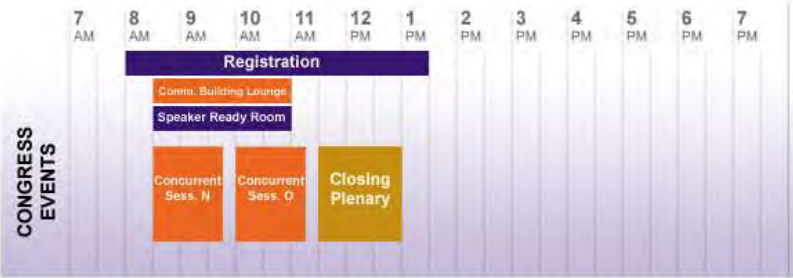 7 8 9 10 11 12 1 2 3 4 5 6 7
AM AM AM AM AM PM PM PM PM PM PM PM PM
Registration
Comm. Building Lounge
Speaker Ready Room
CONGRESS
EVENTS
Concurrent
Sess. N
Concurrent
Sess. O
Closing
Plenary